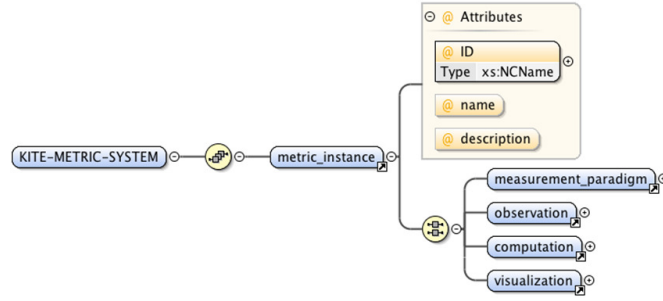 @ Attributes
@ ID
Type xs:NCName
@ name
@ description
KITE-METRIC-SYSTEM
metric_instance
measurement_paradigm
observation
computation
visualization